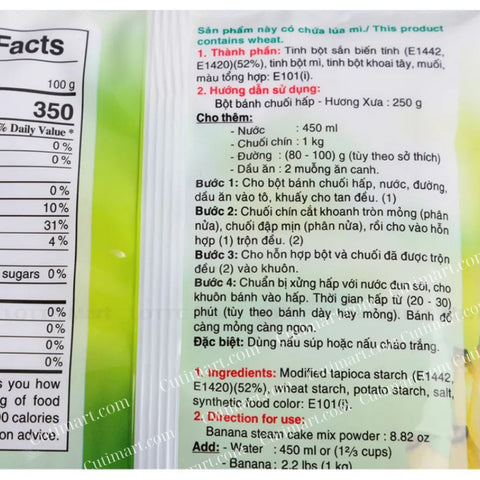 Facts
100 g
350
% Daily Value *
0%
0%
0%
10%
31%
4%
sugars 0%
0%
0%
0%
0%
s you how
g of food
00 calories
on advice.
Sản phẩm này có chứa lúa mì./ This product
contains wheat.
1. Thành phần: Tinh bột sắn biến tính (E1442,
E1420)(52%), tinh bột mì, tinh bột khoai tây, muối,
màu tổng hợp: E101(i).
2. Hướng dẫn sử dụng:
Bột bánh chuối hấp - Hương Xưa : 250 g
Cho thêm:
- Nước : 450 ml
- Chuối chín : 1 kg
- Đường : (80 - 100) g (tùy theo sở thích)
- Dầu ăn : 2 muỗng ăn canh.
Bước 1: Cho bột bánh chuối hấp, nước, đường,
dầu ăn vào tô, khuấy cho tan đều. (1)
Bước 2: Chuối chín cắt khoanh tròn mỏng (phân
nửa), chuối đập mịn (phân nửa), rồi cho vào hỗn
hợp (1) trộn đều. (2)
Bước 3: Cho hỗn hợp bột và chuối đã được trộn
đều (2) vào khuôn.
Bước 4: Chuẩn bị xửng hấp với nước đun sôi, cho
khuôn bánh vào hấp. Thời gian hấp từ (20 - 30)
phút (tùy theo bánh dày hay mỏng). Bánh để
càng mỏng càng ngon.
Đặc biệt: Dùng nấu súp hoặc nấu cháo trắng.
1. Ingredients: Modified tapioca starch (E1442,
E1420)(52%), wheat starch, potato starch, salt,
synthetic food color: E101(i).
2. Direction for use:
Banana steam cake mix powder : 8.82 oz
Add: - Water : 450 ml or (1⅔ cups)
- Banana : 2.2 lbs (1 kg)
Cutimart.com